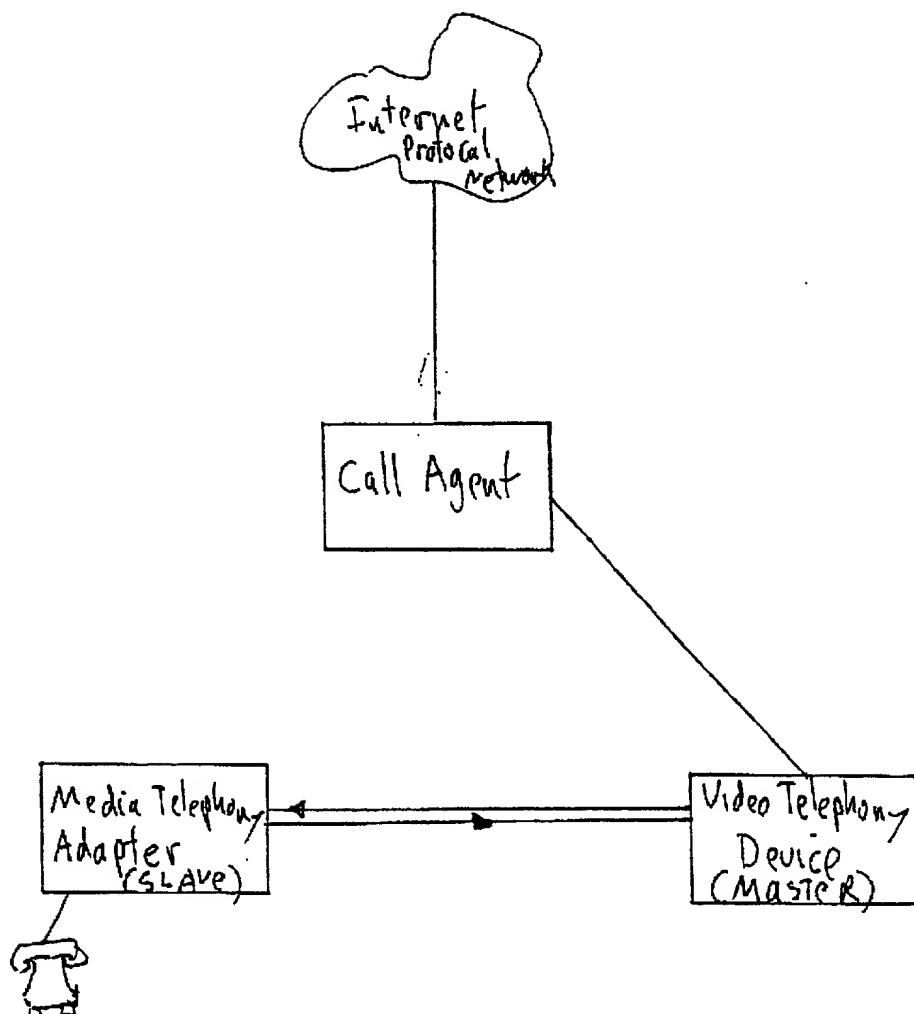 Internet
Protocal
Network
Call Agent
Media Telephony
Adapter
(SLAVE)
Video Telephony
Device
(MASTER)